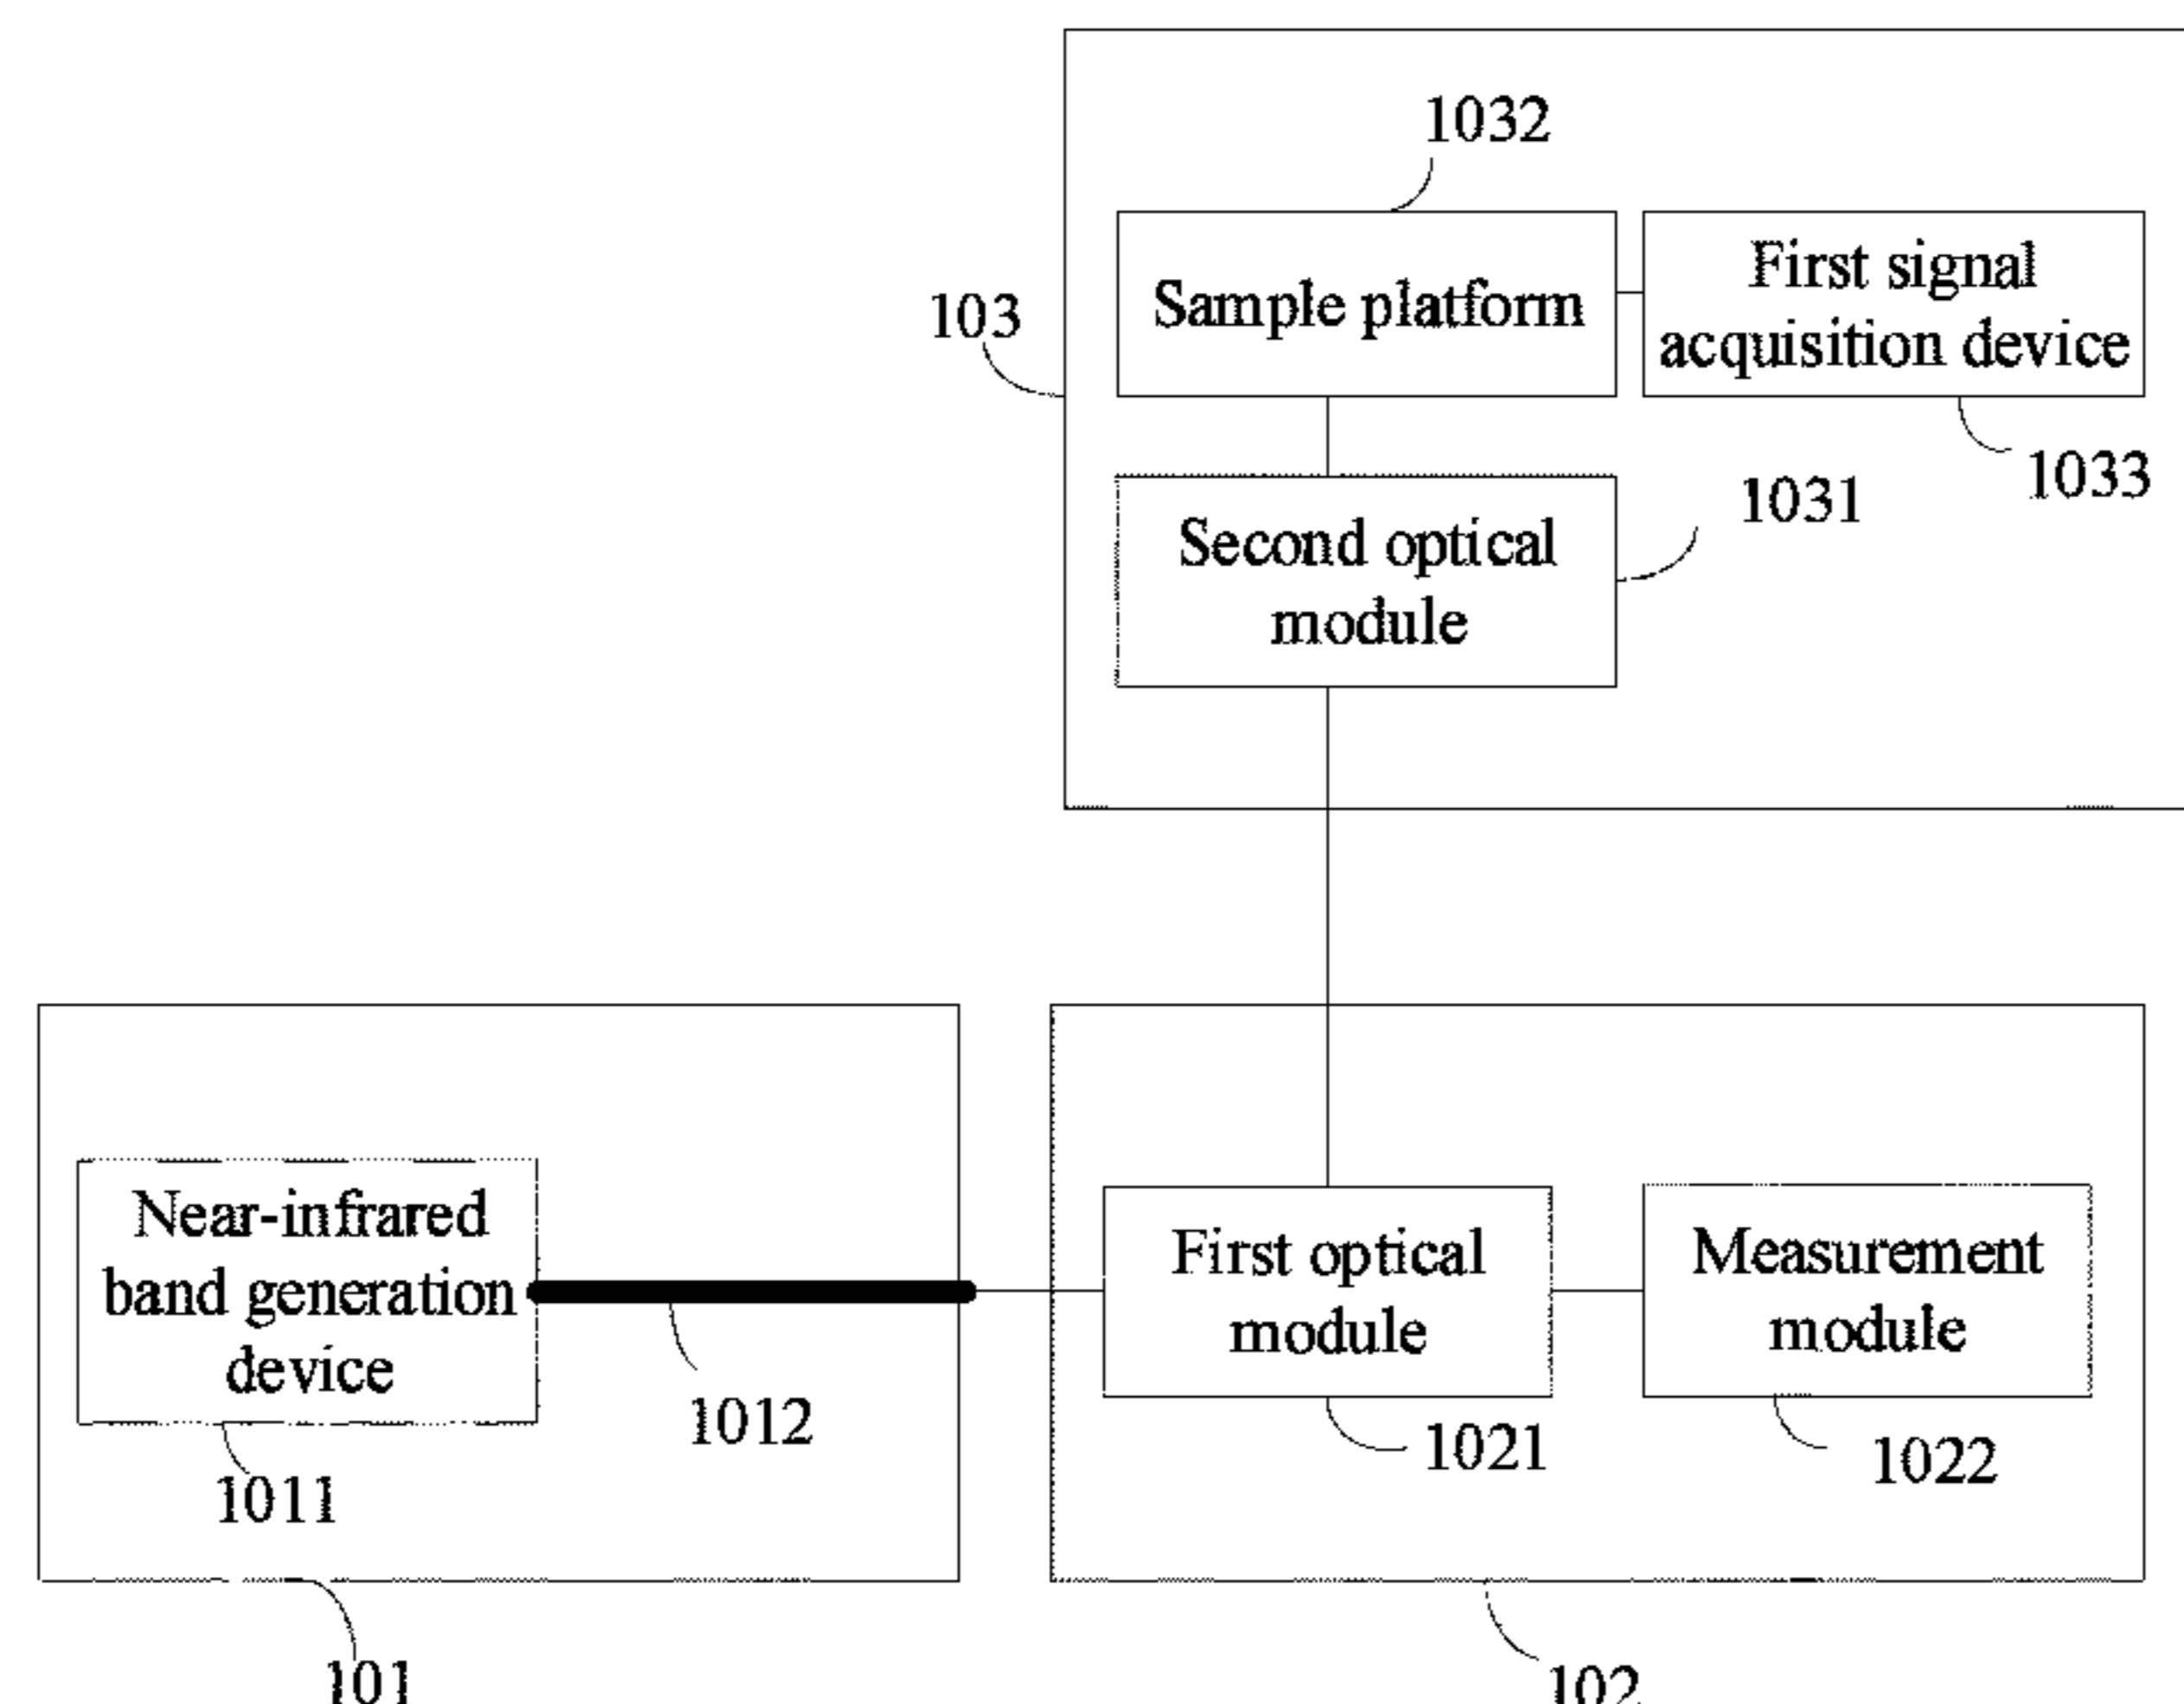 1032
Sample platform
First signal
acquisition device
103
1033
1031
Second optical
module
Near-infrared
band generation
device
First optical
module
Measurement
module
1012
1021
1022
1011
101
102